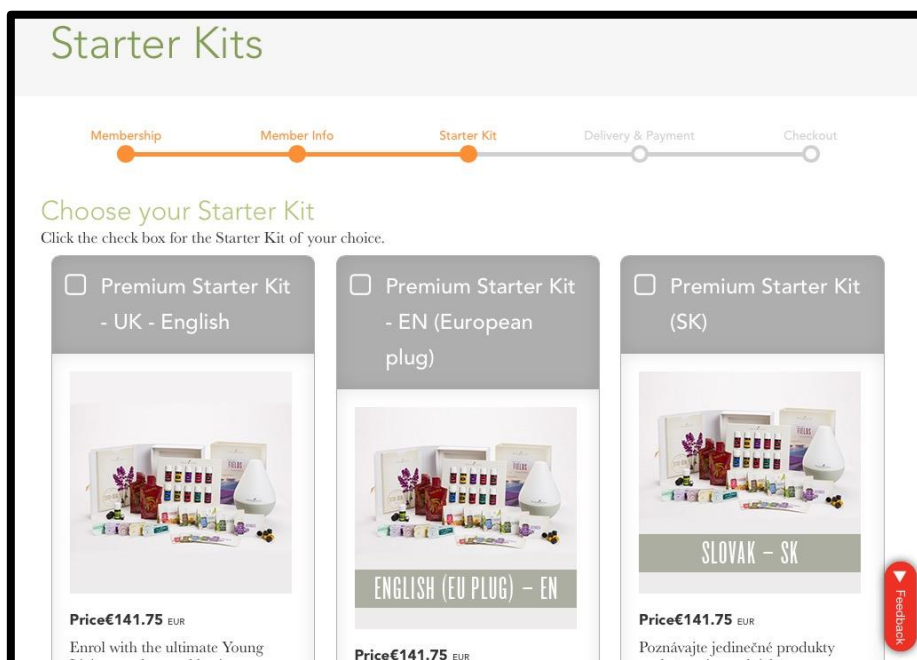 Starter Kits
Membership
Member Info
Starter Kit
Delivery & Payment
Checkout
Choose your Starter Kit
Click the check box for the Starter Kit of your choice.
Premium Starter Kit
- UK - English
Price€141.75 EUR
Enrol with the ultimate Young
Premium Starter Kit
- EN (European
plug)
ENGLISH (EU PLUG) – EN
Price€141.75 EUR
Premium Starter Kit
(SK)
SLOVAK – SK
Price€141.75 EUR
Poznávajte jedinečné produkty
Feedback